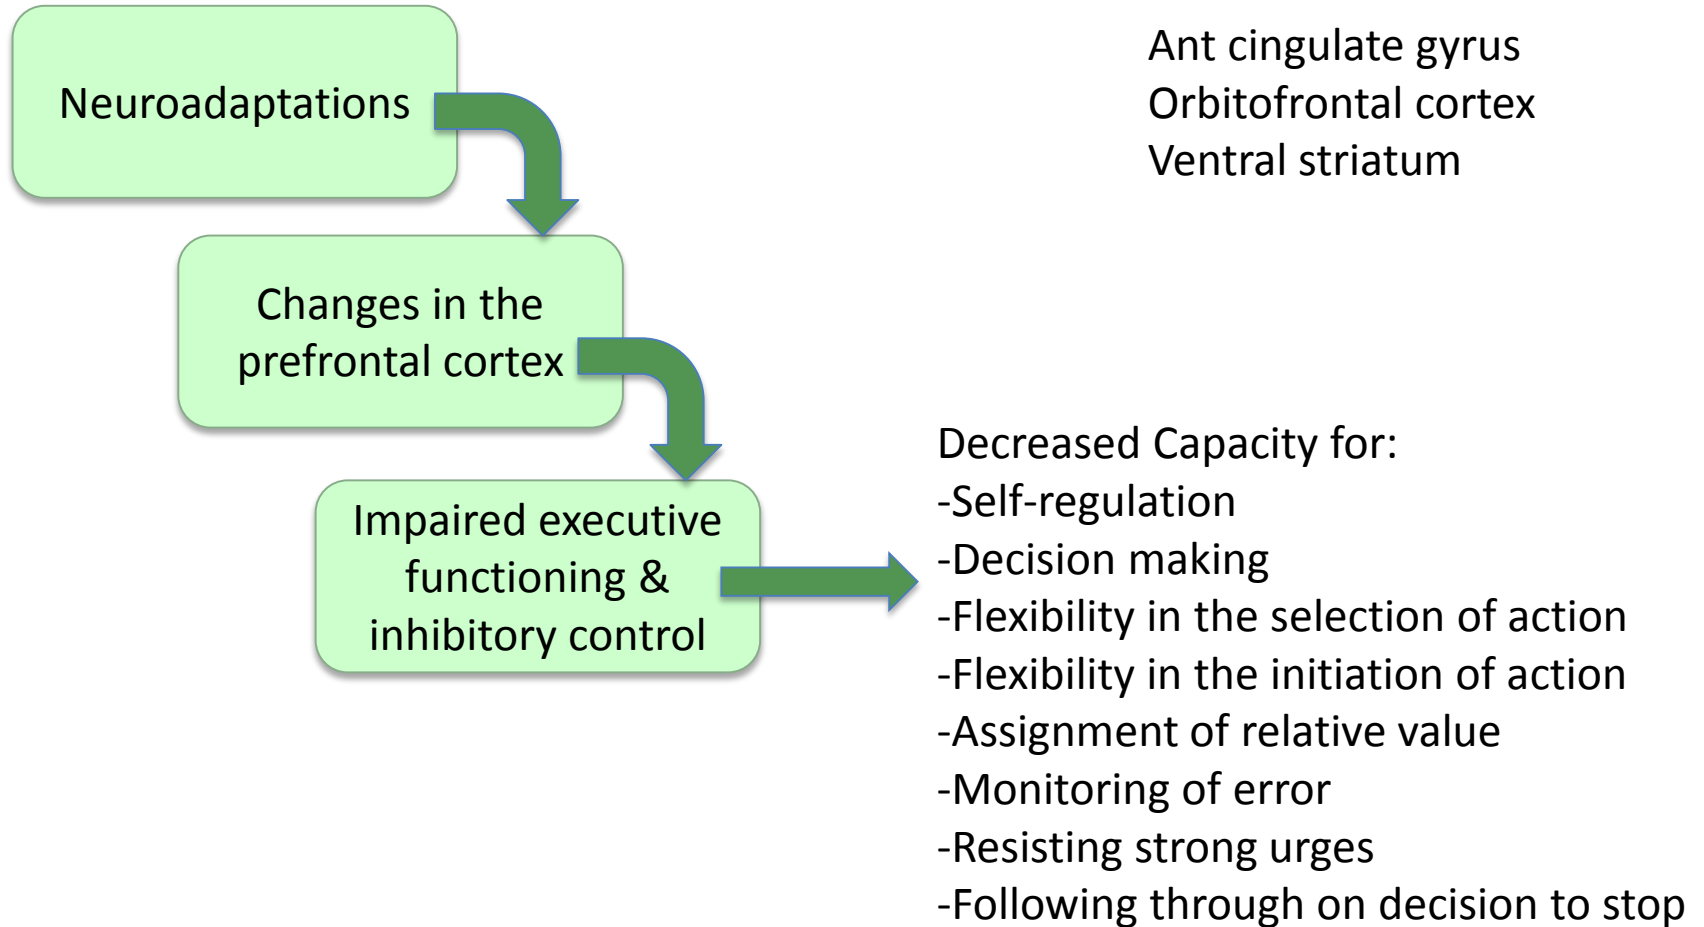 Neuroadaptations
Ant cingulate gyrus
Orbitofrontal cortex
Ventral striatum
Changes in the
prefrontal cortex
Impaired executive
functioning &
inhibitory control
Decreased Capacity for:
-Self-regulation
-Decision making
-Flexibility in the selection of action
-Flexibility in the initiation of action
-Assignment of relative value
-Monitoring of error
-Resisting strong urges
-Following through on decision to stop